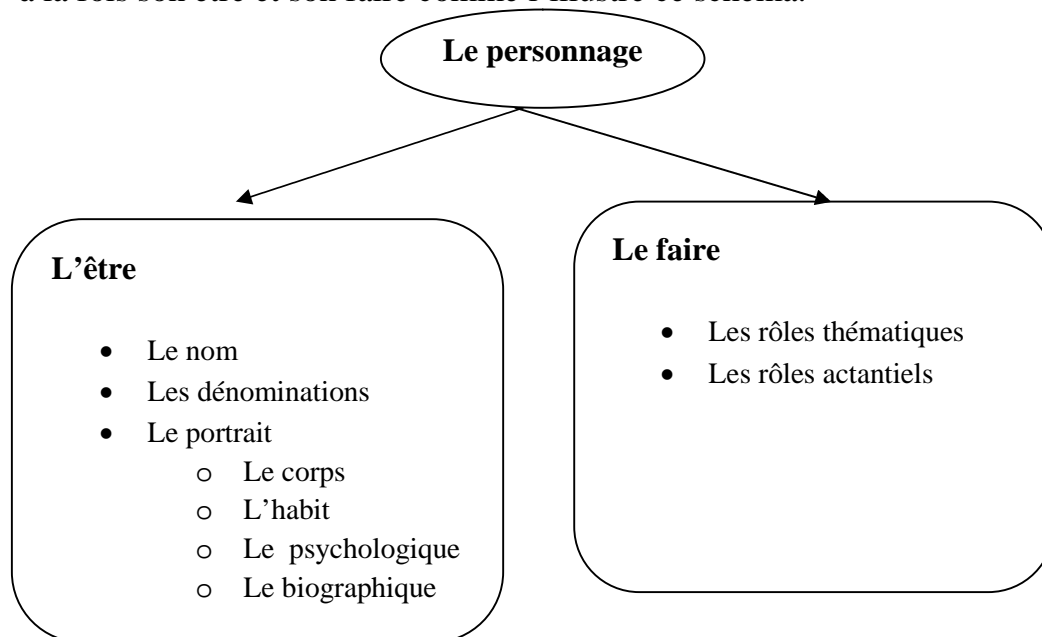 à la fois son être et son faire comme l'illustre ce schéma.
Le personnage
L'être
• Le nom
• Les dénominations
• Le portrait
o Le corps
o L'habit
o Le psychologique
o Le biographique
Le faire
• Les rôles thématiques
• Les rôles actantiels